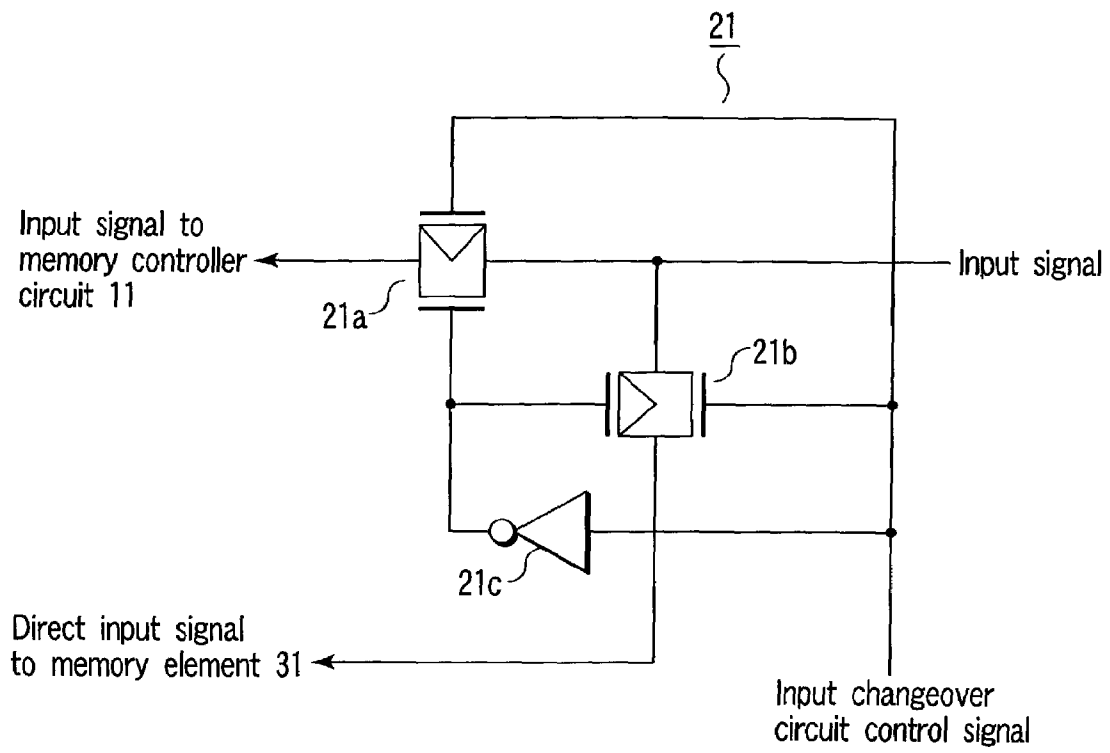 21
Input signal to
memory controller
circuit 11
Input signal
21a
21b
21c
Direct input signal
to memory element 31
Input changeover
circuit control signal